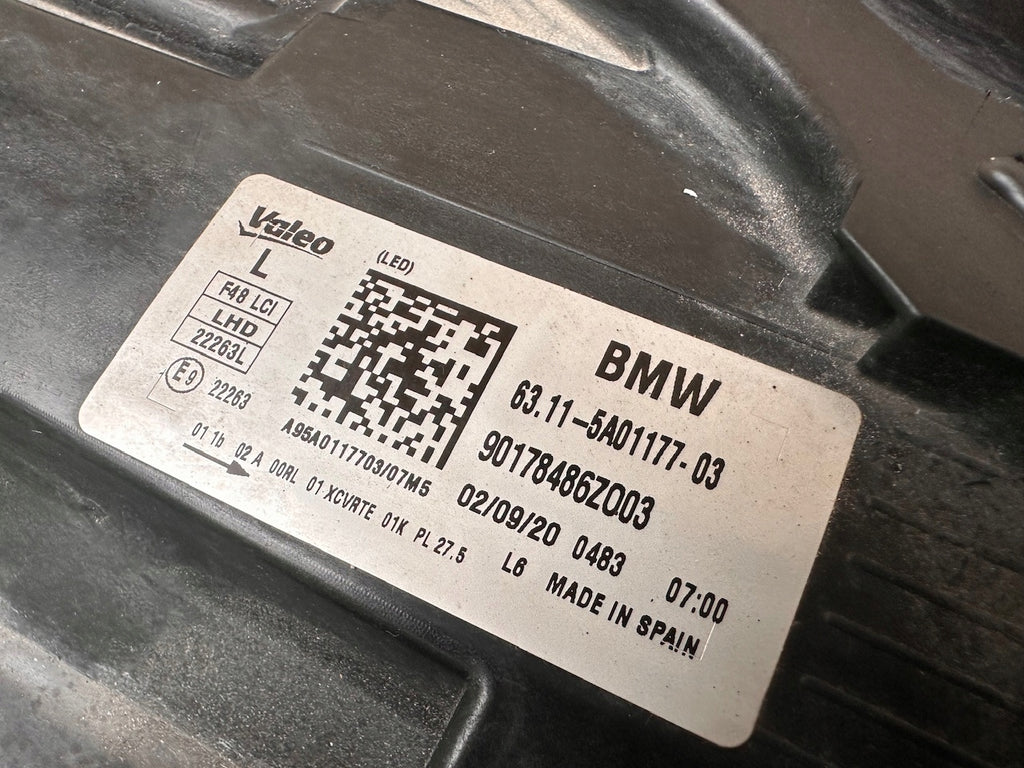 Valeo
L
(LED)
F48 LCI
LHD
22263L
E9 22263
A95A0117703/07M5
BMW
63.11-5A01177-03
90178486Z003
02/09/20 0483 07:00
01 1b 02 A 00RL 01 XCVRTE 01K PL 27.5 L6 MADE IN SPAIN